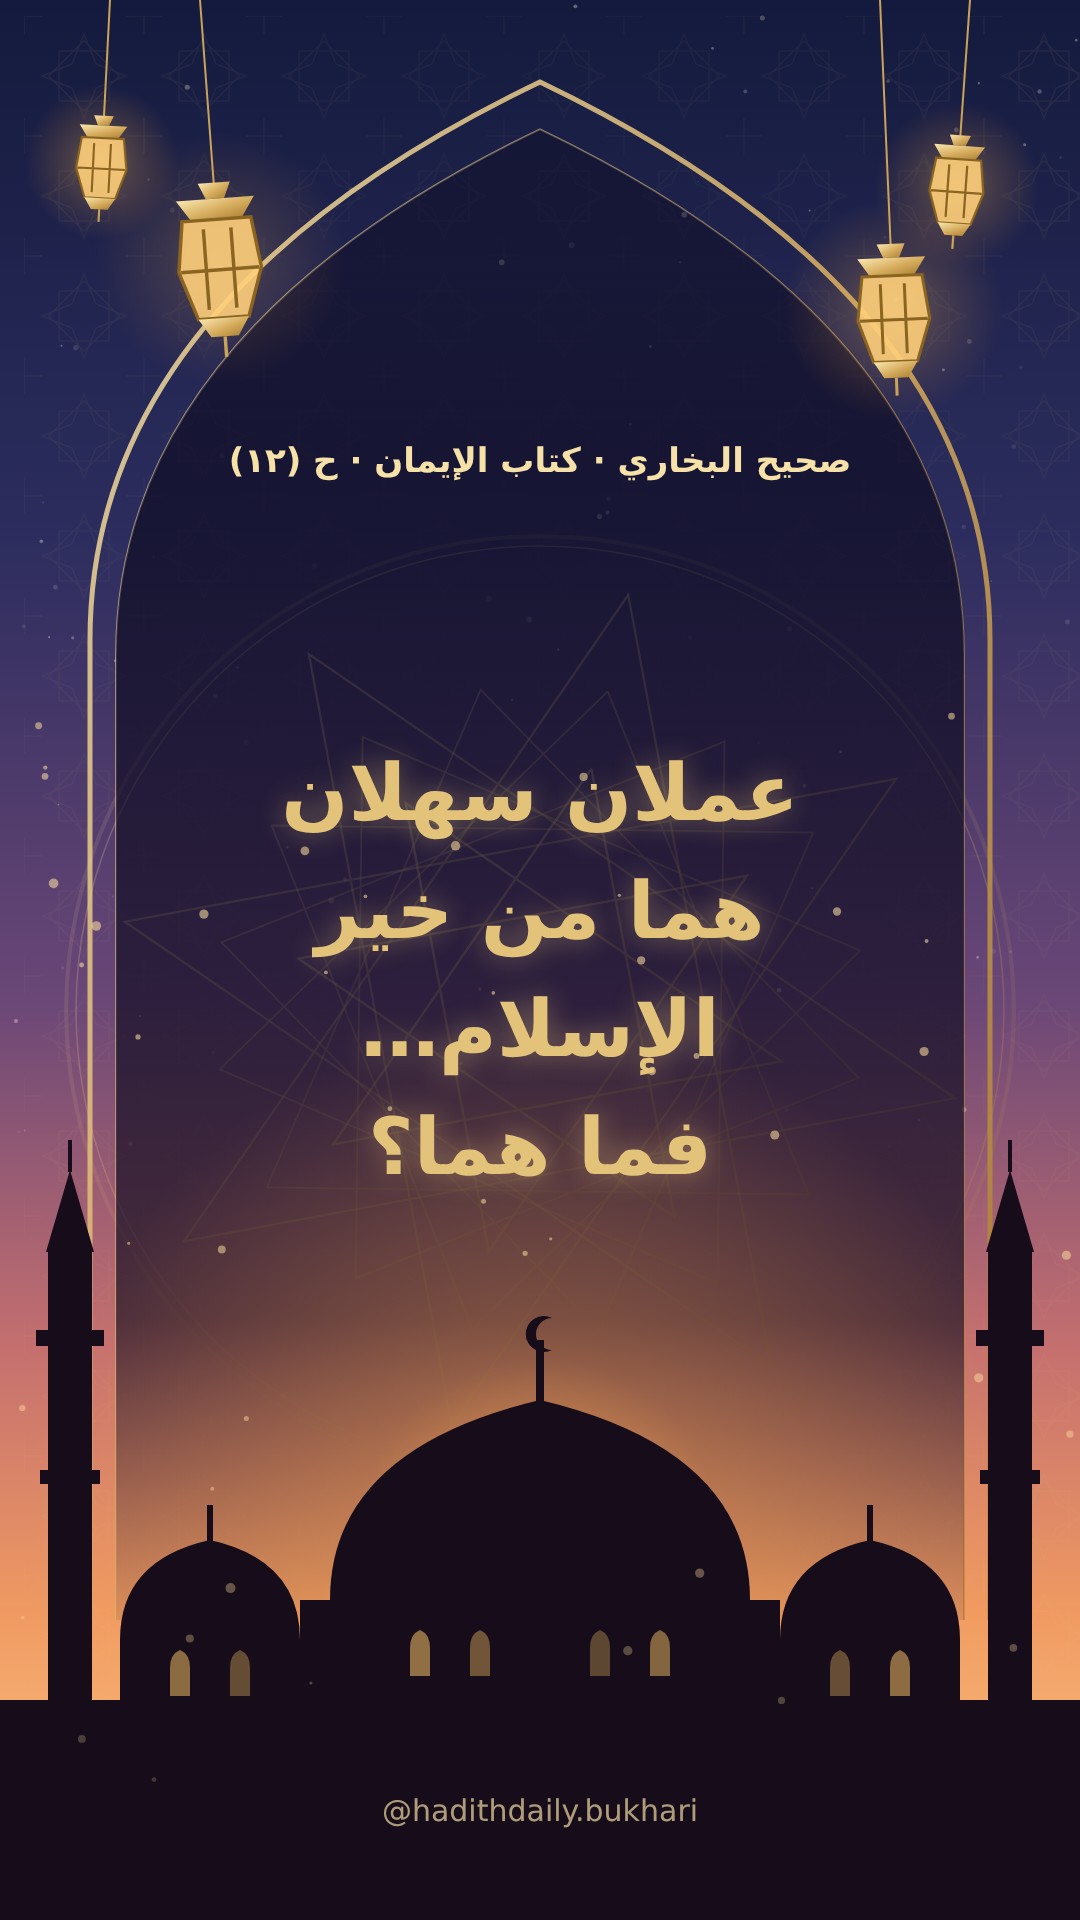 صحيح البخاري · كتاب الإيمان · ح (١٢)
عملان سهلان
هما من خير
الإسلام...
فما هما؟
@hadithdaily.bukhari